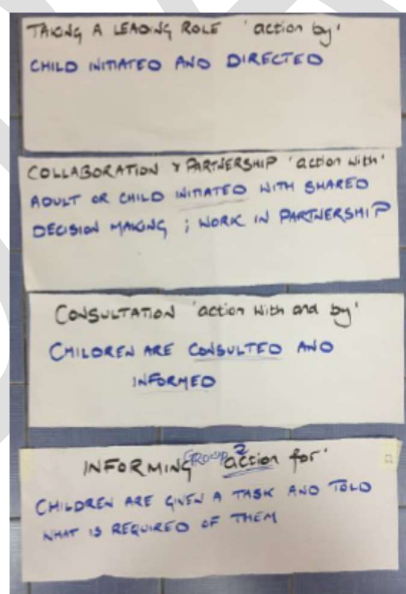 TAKING A LEADING ROLE 'action by'
CHILD INITIATED AND DIRECTED
COLLABORATION & PARTNERSHIP 'action with'
ADULT OR CHILD INITIATED WITH SHARED
DECISION MAKING ; WORK IN PARTNERSHIP
CONSULTATION 'action with and by'
CHILDREN ARE CONSULTED AND
INFORMED
GROUP 2
INFORMING 'action for'
CHILDREN ARE GIVEN A TASK AND TOLD
WHAT IS REQUIRED OF THEM